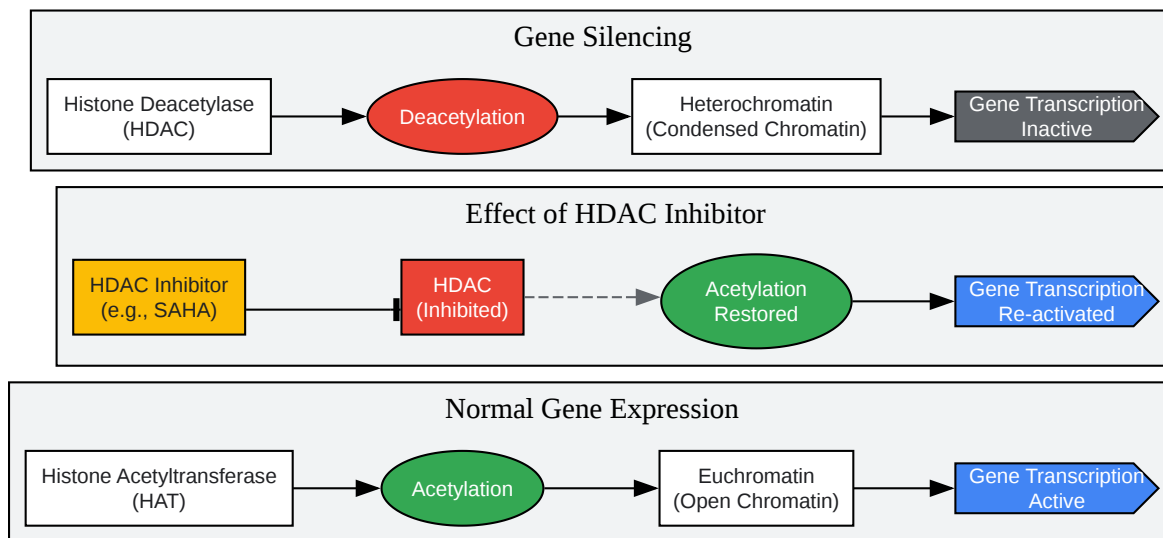 Gene Silencing
Histone Deacetylase
(HDAC)
Deacetylation
Heterochromatin
(Condensed Chromatin)
Gene Transcription
Inactive
Effect of HDAC Inhibitor
HDAC Inhibitor
(e.g., SAHA)
HDAC
(Inhibited)
Acetylation
Restored
Gene Transcription
Re-activated
Normal Gene Expression
Histone Acetyltransferase
(HAT)
Acetylation
Euchromatin
(Open Chromatin)
Gene Transcription
Active